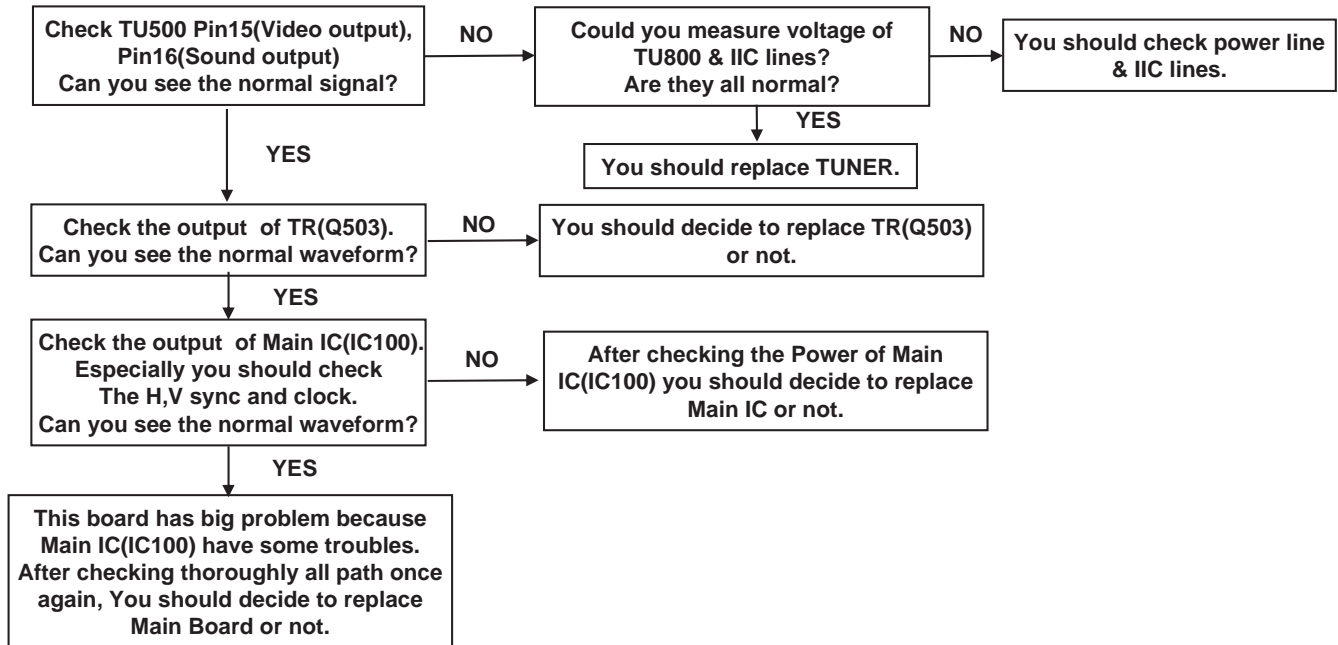 Check TU500 Pin15(Video output),
Pin16(Sound output)
Can you see the normal signal?
NO
Could you measure voltage of
TU800 & IIC lines?
Are they all normal?
NO
You should check power line
& IIC lines.
YES
You should replace TUNER.
YES
Check the output of TR(Q503).
Can you see the normal waveform?
NO
You should decide to replace TR(Q503)
or not.
YES
Check the output of Main IC(IC100).
Especially you should check
The H,V sync and clock.
Can you see the normal waveform?
NO
After checking the Power of Main
IC(IC100) you should decide to replace
Main IC or not.
YES
This board has big problem because
Main IC(IC100) have some troubles.
After checking thoroughly all path once
again, You should decide to replace
Main Board or not.